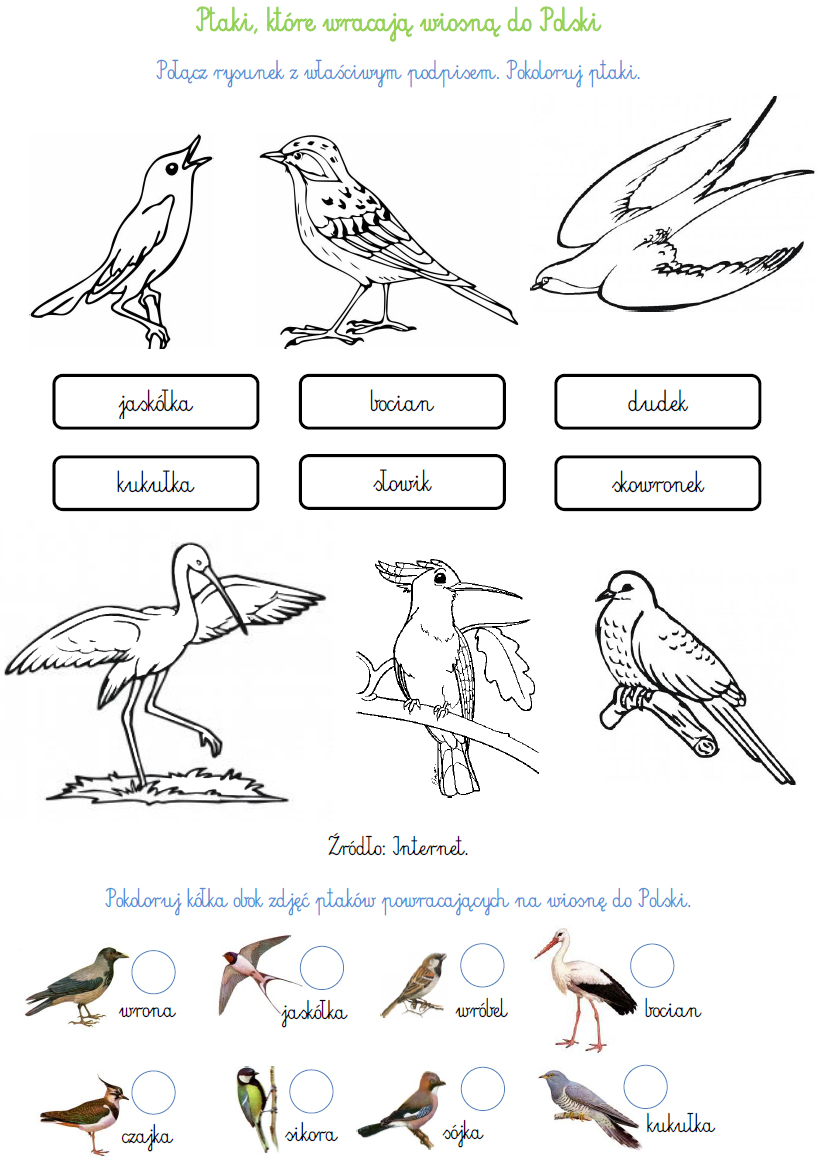 Ptaki, które wracają wiosną do Polski
Połącz rysunek z właściwym podpisem. Pokoloruj ptaki.
jaskółka bocian dudek
kukułka słowik skowronek
Źródło: Internet.
Pokoloruj kółka obok zdjęć ptaków powracających na wiosnę do Polski.
wrona jaskółka wróbel bocian
czajka sikora sójka kukułka